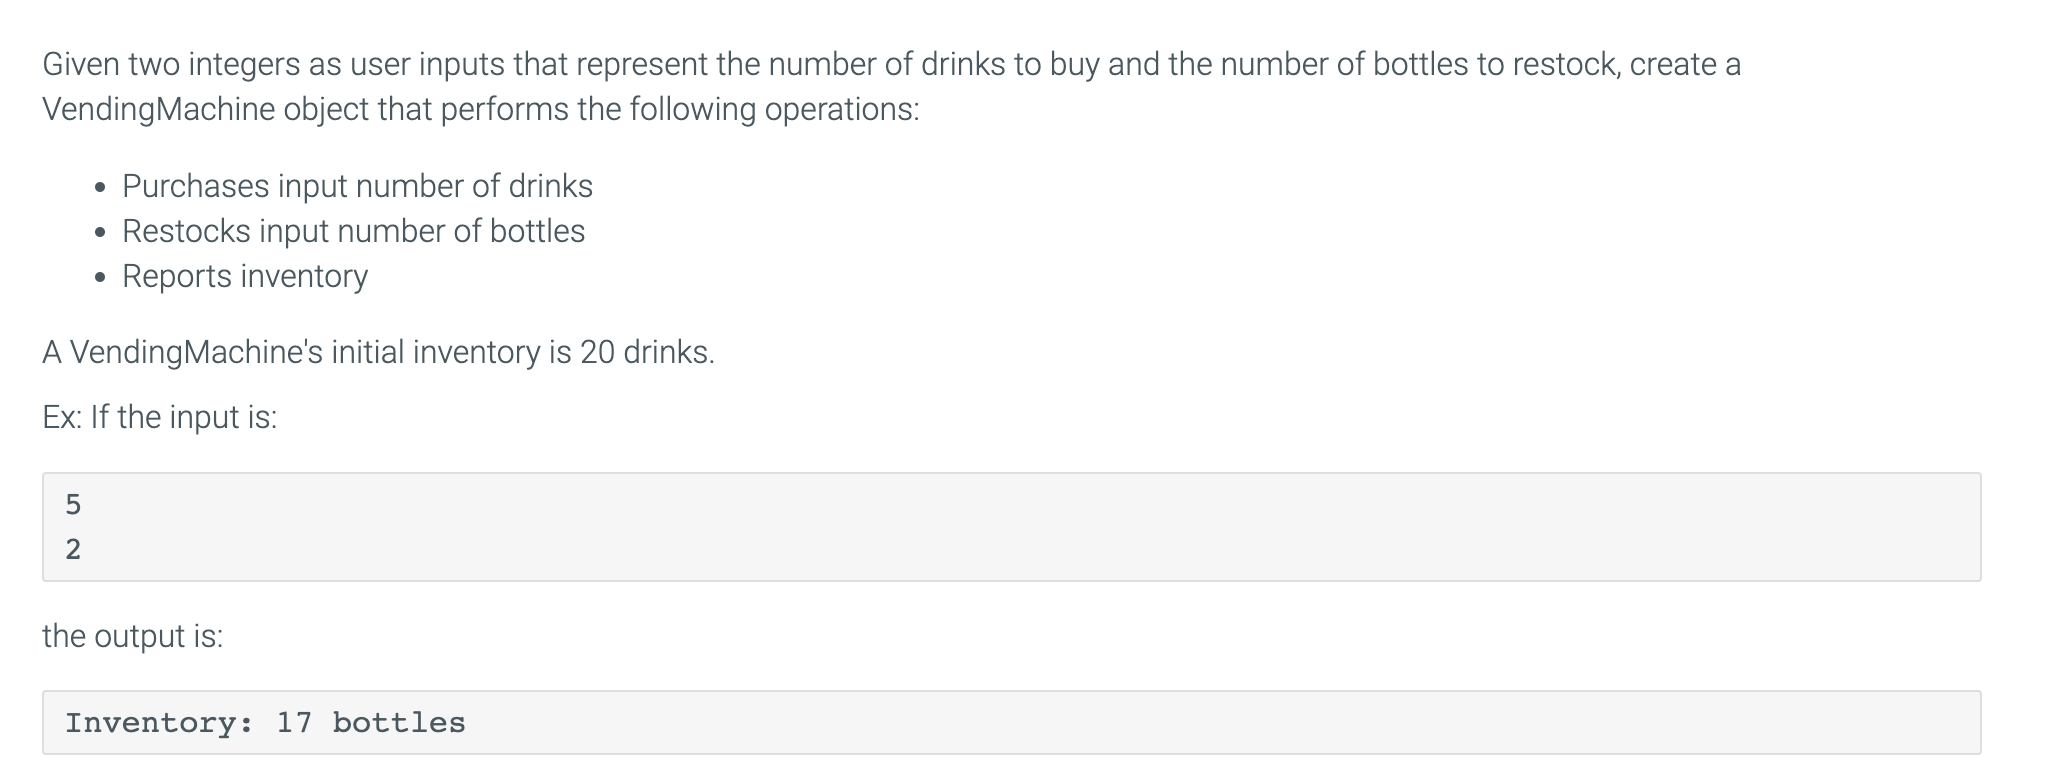 Given two integers as user inputs that represent the number of drinks to buy and the number of bottles to restock, create a
VendingMachine object that performs the following operations:
• Purchases input number of drinks
• Restocks input number of bottles
• Reports inventory
A VendingMachine's initial inventory is 20 drinks.
Ex: If the input is:
5
2
the output is:
Inventory: 17 bottles